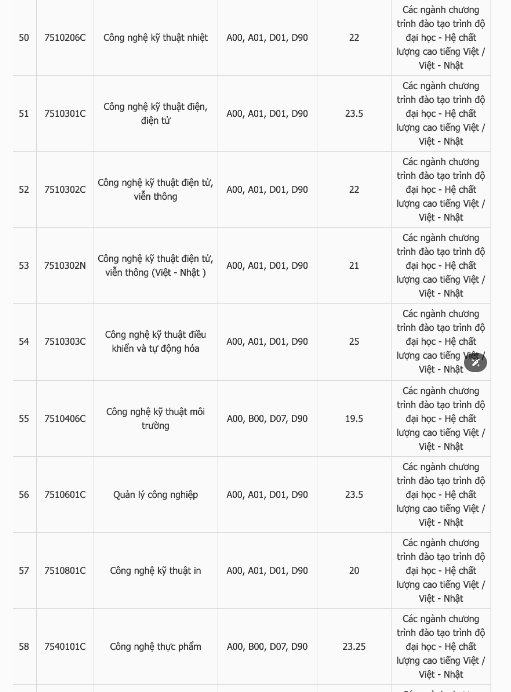 50 7510206C Công nghệ kỹ thuật nhiệt A00, A01, D01, D90 22 Các ngành chương
trình đào tạo trình độ
đại học - Hệ chất
lượng cao tiếng Việt /
Việt - Nhật
51 7510301C Công nghệ kỹ thuật điện,
điện tử A00, A01, D01, D90 23.5 Các ngành chương
trình đào tạo trình độ
đại học - Hệ chất
lượng cao tiếng Việt /
Việt - Nhật
52 7510302C Công nghệ kỹ thuật điện tử,
viễn thông A00, A01, D01, D90 22 Các ngành chương
trình đào tạo trình độ
đại học - Hệ chất
lượng cao tiếng Việt /
Việt - Nhật
53 7510302N Công nghệ kỹ thuật điện tử,
viễn thông (Việt - Nhật ) A00, A01, D01, D90 21 Các ngành chương
trình đào tạo trình độ
đại học - Hệ chất
lượng cao tiếng Việt /
Việt - Nhật
54 7510303C Công nghệ kỹ thuật điều
khiển và tự động hóa A00, A01, D01, D90 25 Các ngành chương
trình đào tạo trình độ
đại học - Hệ chất
lượng cao tiếng Việt /
Việt - Nhật
55 7510406C Công nghệ kỹ thuật môi
trường A00, B00, D07, D90 19.5 Các ngành chương
trình đào tạo trình độ
đại học - Hệ chất
lượng cao tiếng Việt /
Việt - Nhật
56 7510601C Quản lý công nghiệp A00, A01, D01, D90 23.5 Các ngành chương
trình đào tạo trình độ
đại học - Hệ chất
lượng cao tiếng Việt /
Việt - Nhật
57 7510801C Công nghệ kỹ thuật in A00, A01, D01, D90 20 Các ngành chương
trình đào tạo trình độ
đại học - Hệ chất
lượng cao tiếng Việt /
Việt - Nhật
58 7540101C Công nghệ thực phẩm A00, B00, D07, D90 23.25 Các ngành chương
trình đào tạo trình độ
đại học - Hệ chất
lượng cao tiếng Việt /
Việt - Nhật